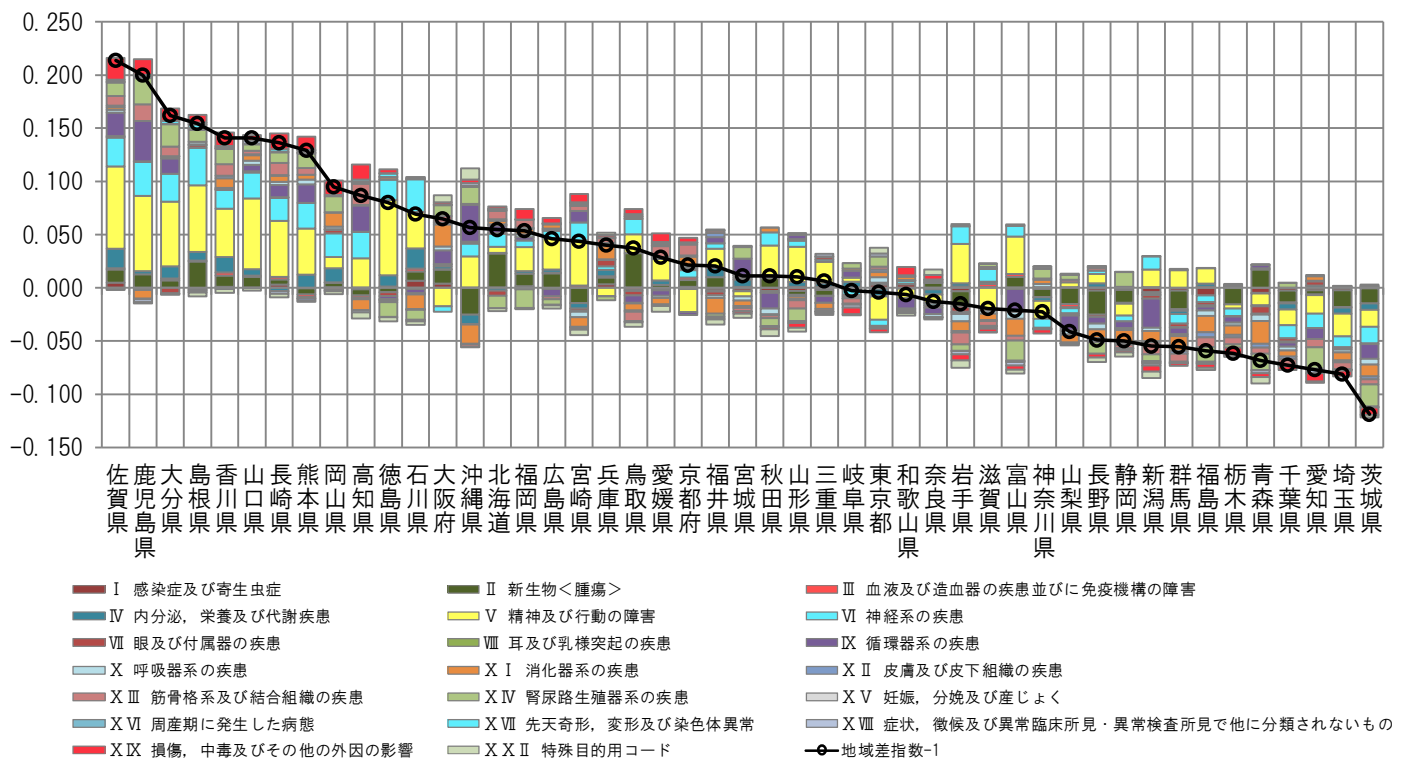 0.250
0.200
0.150
0.100
0.050
0.000
-0.050
-0.100
-0.150
佐賀県
鹿児島県
大分県
島根県
香川県
山口県
長崎県
熊本県
岡山県
高知県
徳島県
石川県
大阪府
沖縄県
北海道
福岡県
広島県
宮崎県
兵庫県
鳥取県
愛媛県
京都府
福井県
宮城県
秋田県
山形県
三重県
岐阜県
東京都
和歌山県
奈良県
岩手県
滋賀県
富山県
神奈川県
山梨県
長野県
静岡県
新潟県
群馬県
福島県
栃木県
青森県
千葉県
愛知県
埼玉県
茨城県
Ⅰ 感染症及び寄生虫症
Ⅱ 新生物＜腫瘍＞
Ⅲ 血液及び造血器の疾患並びに免疫機構の障害
Ⅳ 内分泌，栄養及び代謝疾患
Ⅴ 精神及び行動の障害
Ⅵ 神経系の疾患
Ⅶ 眼及び付属器の疾患
Ⅷ 耳及び乳様突起の疾患
Ⅸ 循環器系の疾患
Ⅹ 呼吸器系の疾患
ⅩⅠ 消化器系の疾患
ⅩⅡ 皮膚及び皮下組織の疾患
ⅩⅢ 筋骨格系及び結合組織の疾患
ⅩⅣ 腎尿路生殖器系の疾患
ⅩⅤ 妊娠，分娩及び産じょく
ⅩⅥ 周産期に発生した病態
ⅩⅦ 先天奇形，変形及び染色体異常
ⅩⅧ 症状，徴候及び異常臨床所見・異常検査所見で他に分類されないもの
ⅩⅨ 損傷，中毒及びその他の外因の影響
ⅩⅩⅡ 特殊目的用コード
地域差指数-1